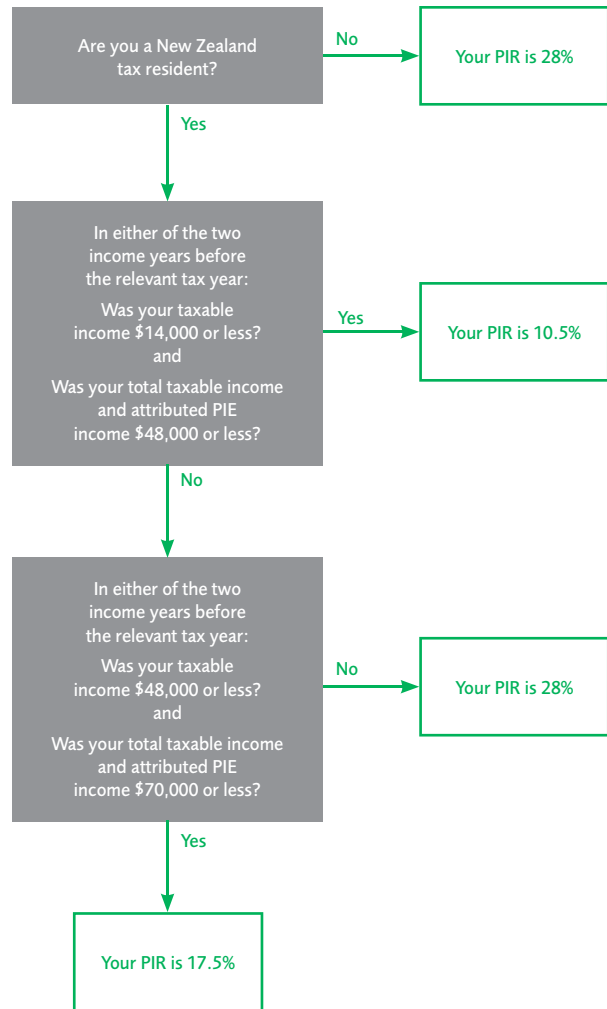 Are you a New Zealand
tax resident?
No
Your PIR is 28%
Yes
In either of the two
income years before
the relevant tax year:
Was your taxable
income $14,000 or less?
and
Was your total taxable income
and attributed PIE
income $48,000 or less?
Yes
Your PIR is 10.5%
No
In either of the two
income years before
the relevant tax year:
Was your taxable
income $48,000 or less?
and
Was your total taxable income
and attributed PIE
income $70,000 or less?
No
Your PIR is 28%
Yes
Your PIR is 17.5%